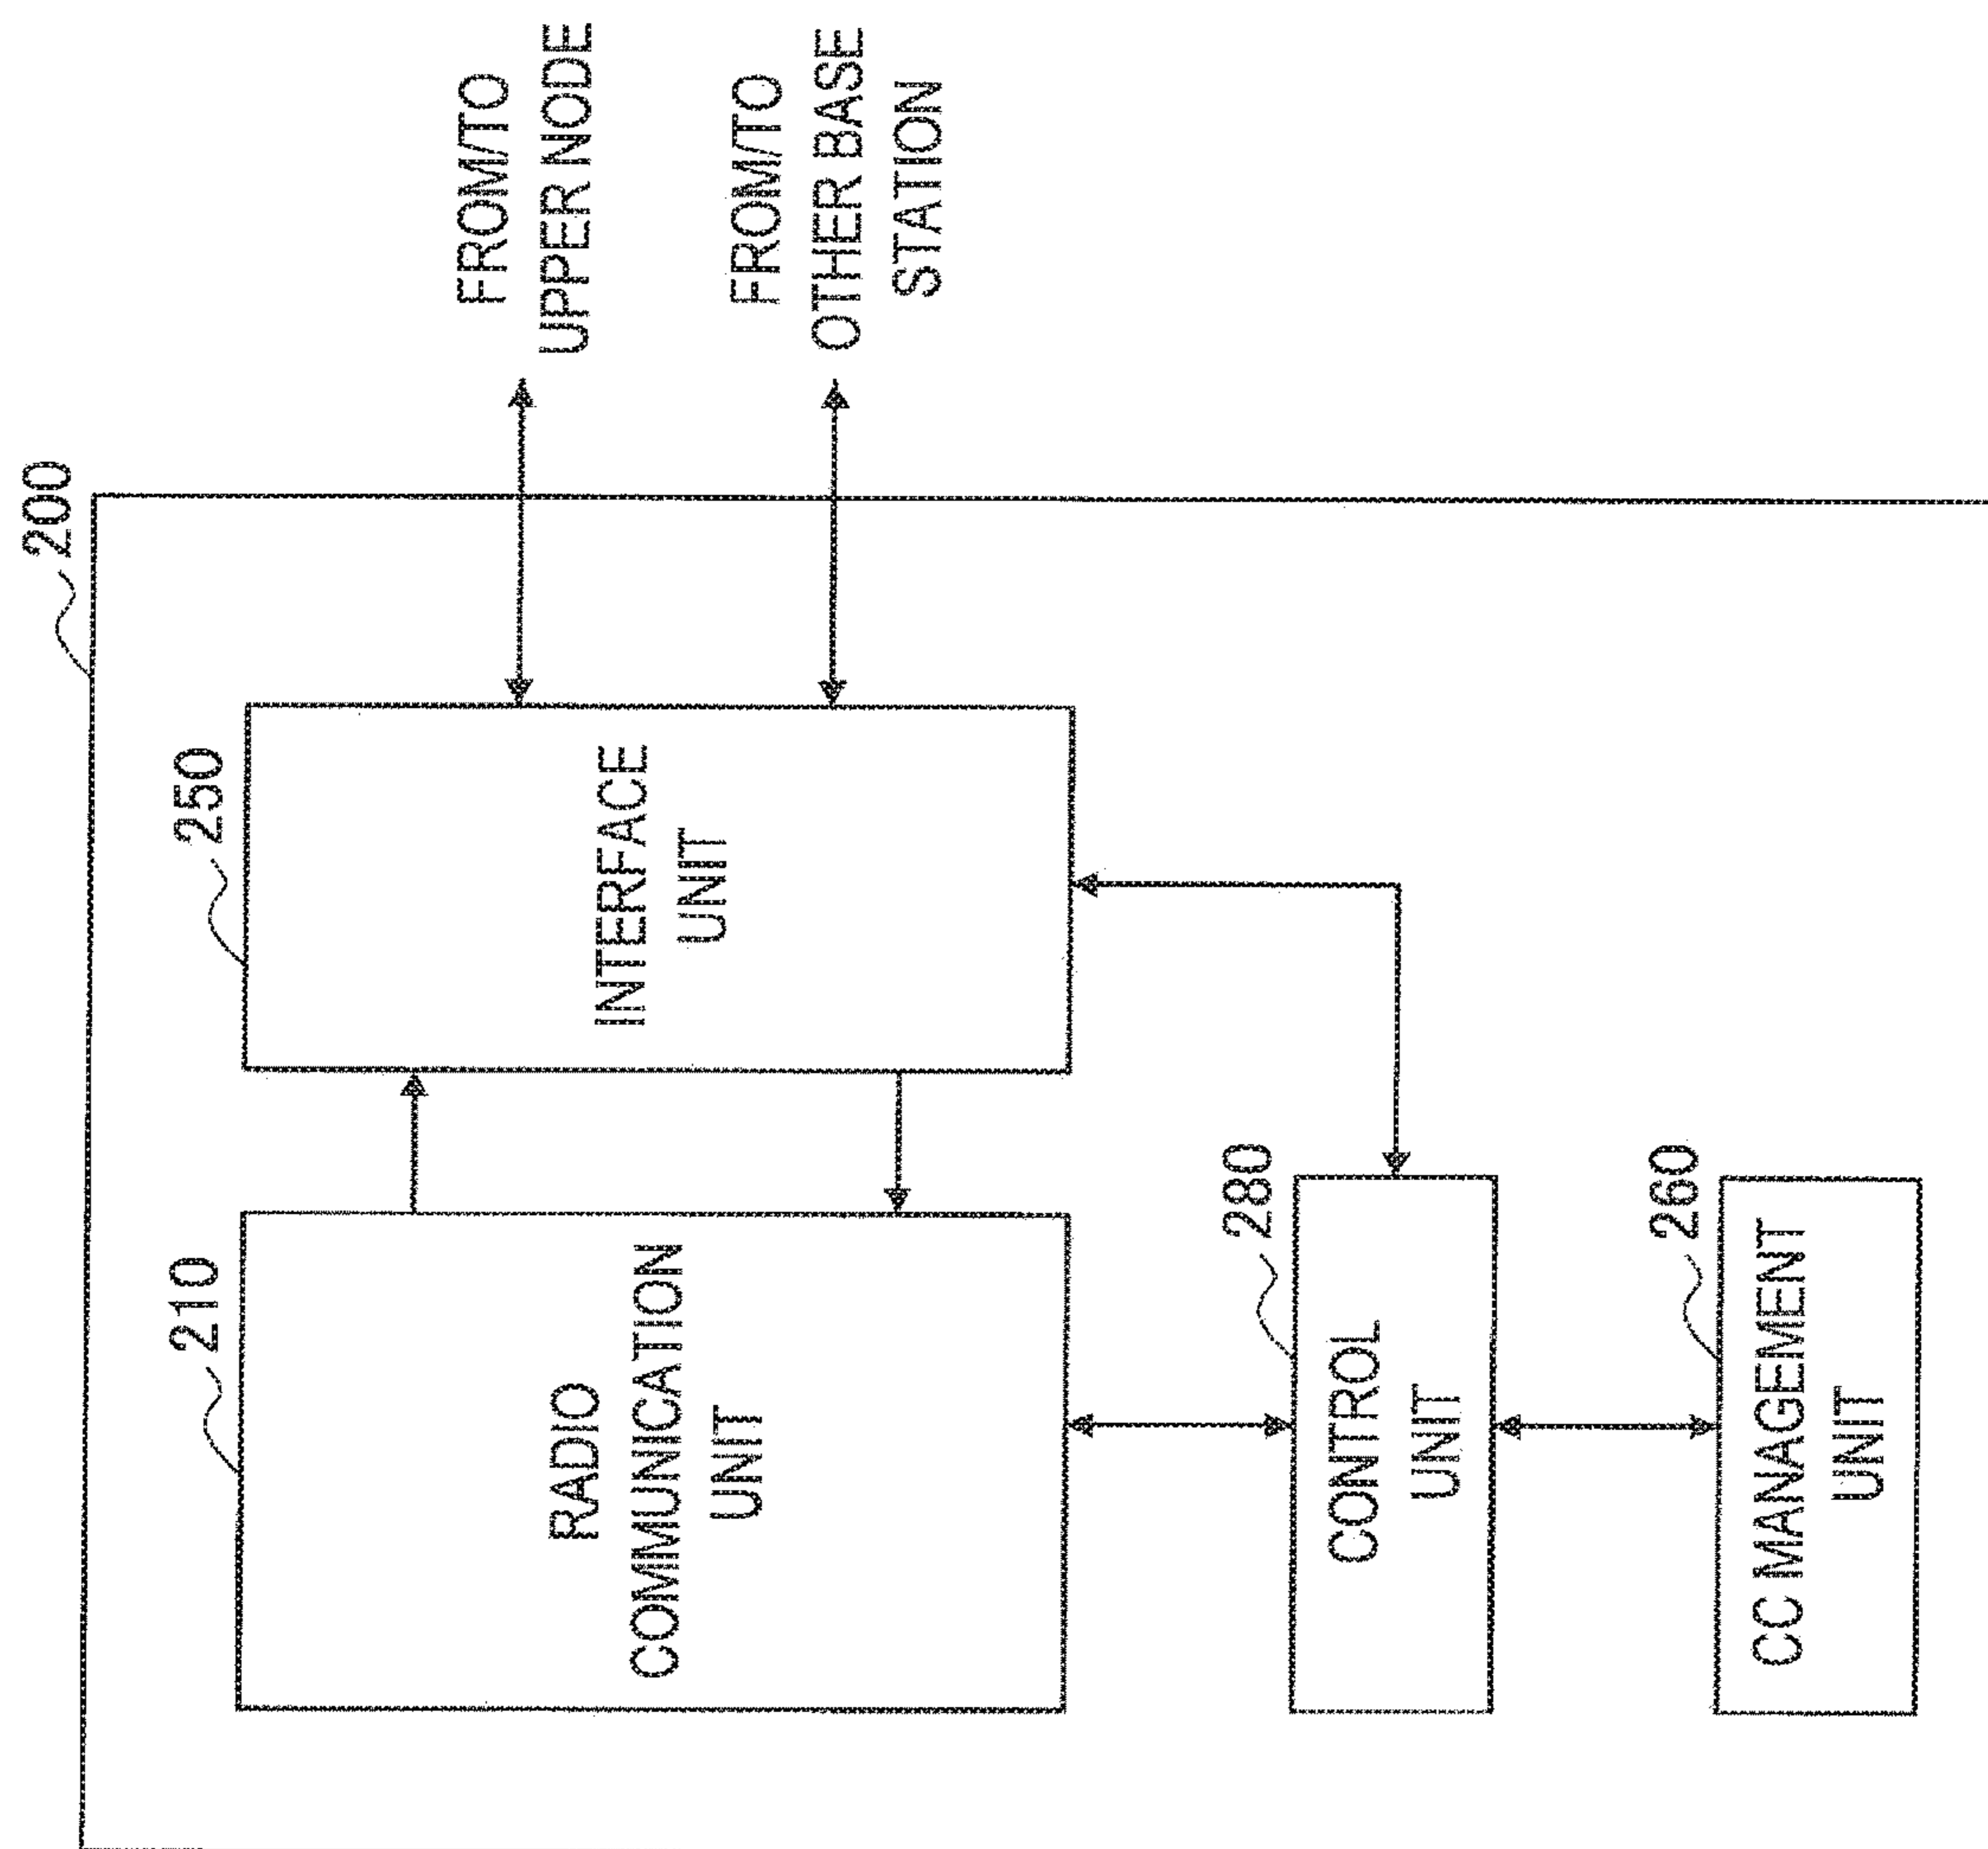 200
210
RADIO
COMMUNICATION
UNIT
250
INTERFACE
UNIT
FROM/TO
UPPER NODE
FROM/TO
OTHER BASE
STATION
280
CONTROL
UNIT
260
CC MANAGEMENT
UNIT